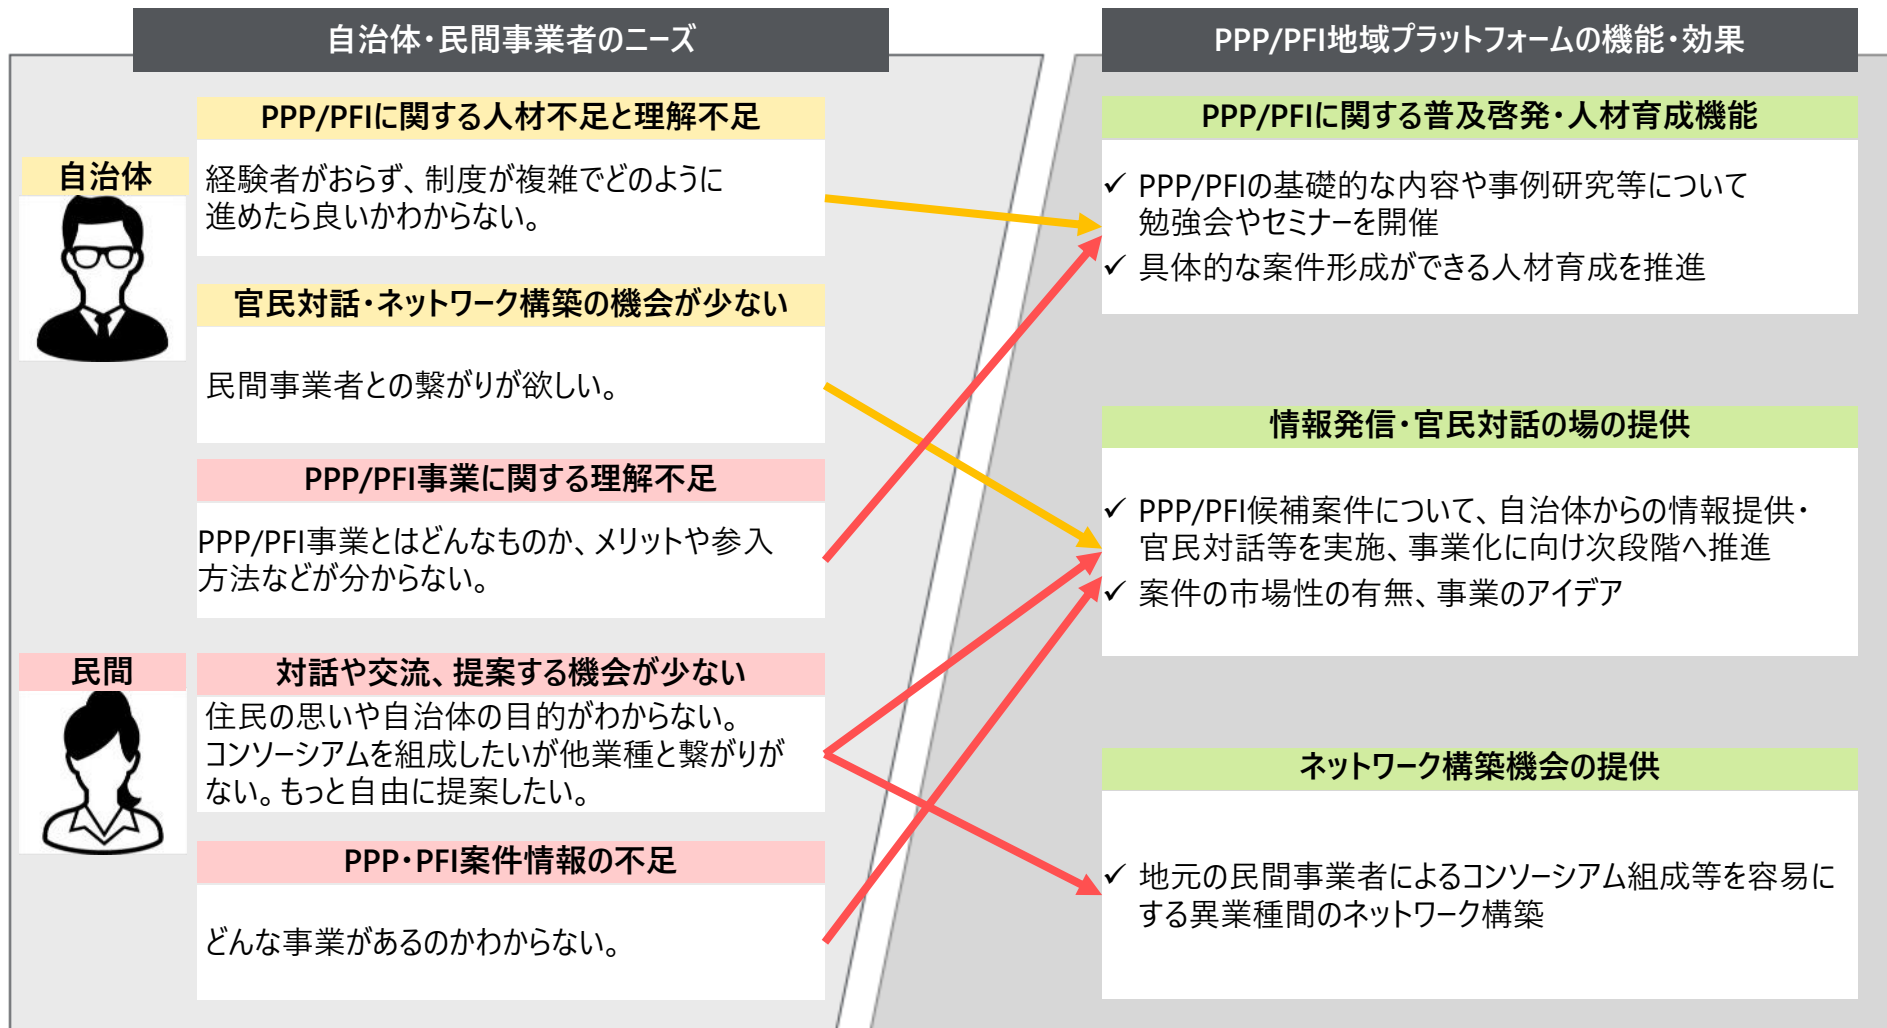 自治体・民間事業者のニーズ
自治体
PPP/PFIに関する人材不足と理解不足
経験者がおらず、制度が複雑でどのように
進めたら良いかわからない。
官民対話・ネットワーク構築の機会が少ない
民間事業者との繋がりが欲しい。
PPP/PFI事業に関する理解不足
PPP/PFI事業とはどんなものか、メリットや参入
方法などが分からない。
民間
対話や交流、提案する機会が少ない
住民の思いや自治体の目的がわからない。
コンソーシアムを組成したいが他業種と繋がりが
ない。もっと自由に提案したい。
PPP・PFI案件情報の不足
どんな事業があるのかわからない。
PPP/PFI地域プラットフォームの機能・効果
PPP/PFIに関する普及啓発・人材育成機能
✓ PPP/PFIの基礎的な内容や事例研究等について
勉強会やセミナーを開催
✓ 具体的な案件形成ができる人材育成を推進
情報発信・官民対話の場の提供
✓ PPP/PFI候補案件について、自治体からの情報提供・
官民対話等を実施、事業化に向け次段階へ推進
✓ 案件の市場性の有無、事業のアイデア
ネットワーク構築機会の提供
✓ 地元の民間事業者によるコンソーシアム組成等を容易に
する異業種間のネットワーク構築